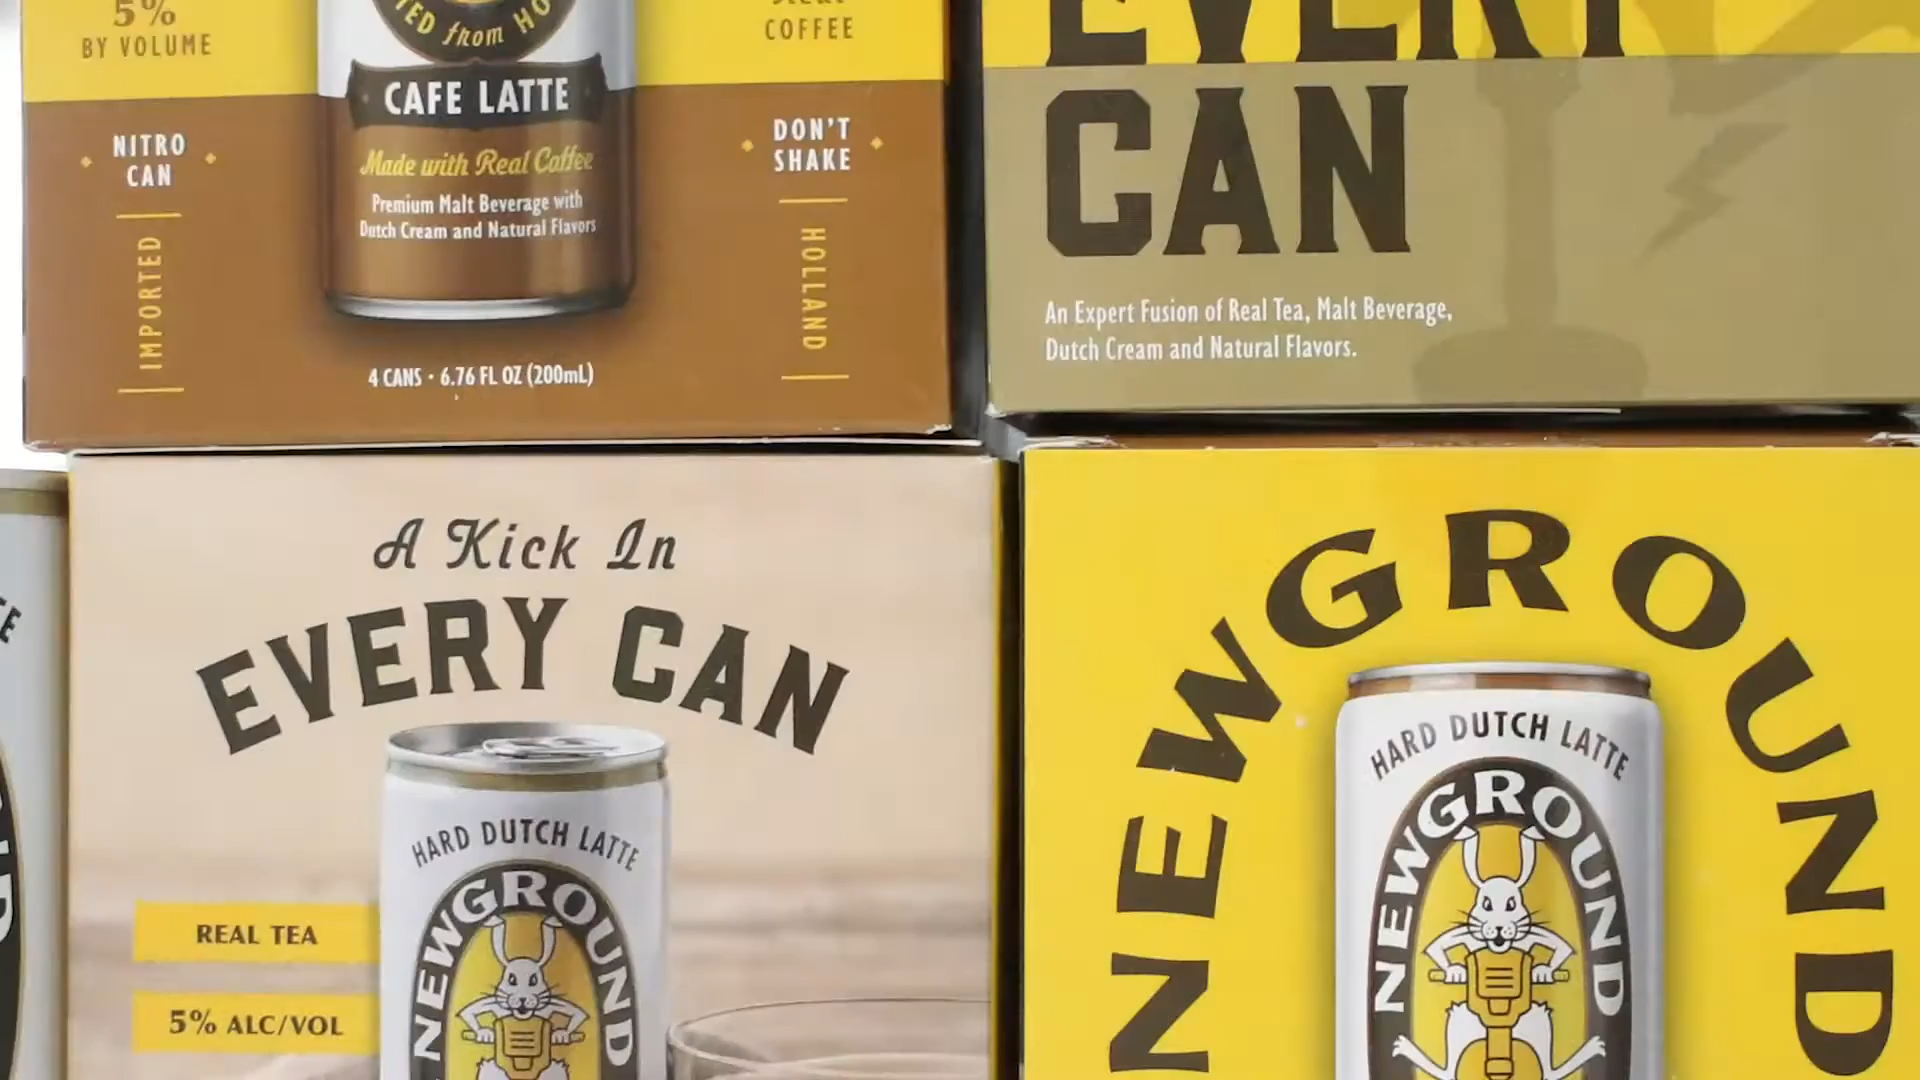 5%
BY VOLUME
from
CAFE LATTE
Made with Real Coffee
Premium Malt Beverage with
Dutch Cream and Natural Flavors
NITRO
CAN
IMPORTED
4 CANS · 6.76 FL OZ (200mL)
COFFEE
DON'T
SHAKE
HOLLAND
EVERY
CAN
An Expert Fusion of Real Tea, Malt Beverage,
Dutch Cream and Natural Flavors.
A Kick In
EVERY CAN
HARD DUTCH LATTE
NEWGROUND
REAL TEA
5% ALC/VOL
NEWGROUND
HARD DUTCH LATTE
NEWGROUND